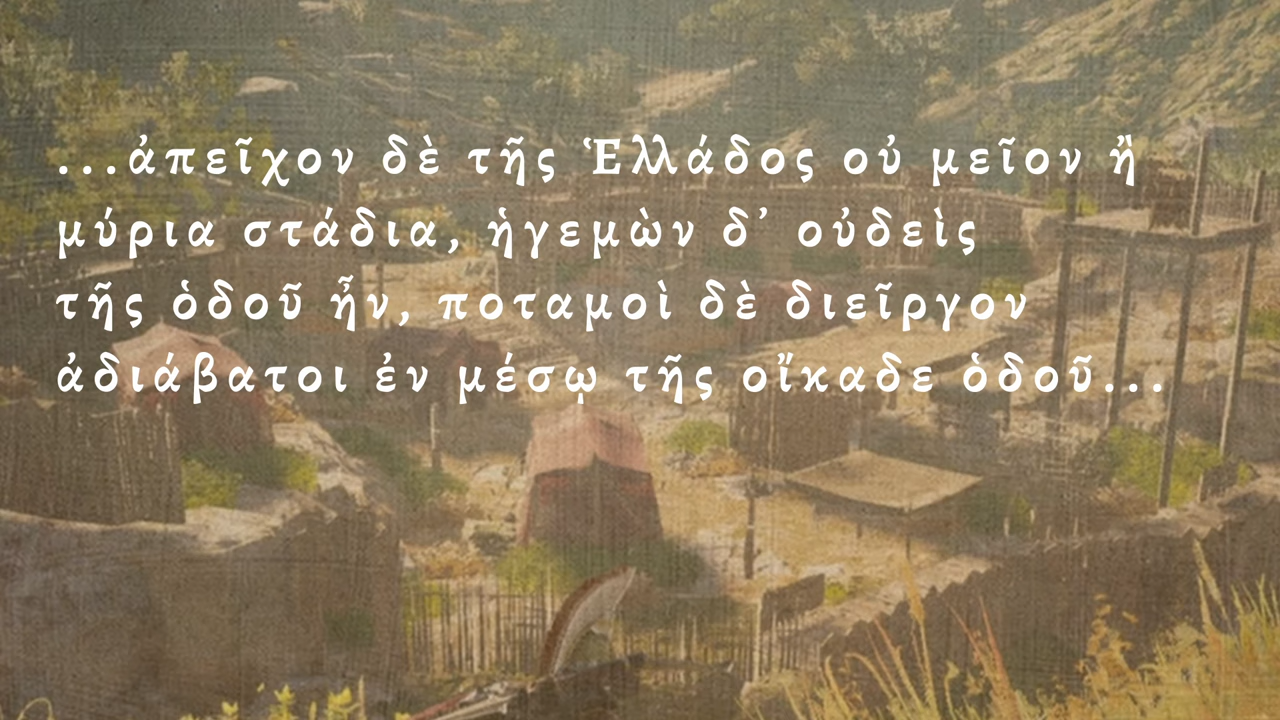 ...ἀπεῖχον δὲ τῆς Ἑλλάδος οὐ μεῖον ἢ
μύρια στάδια, ἡγεμὼν δ’ οὐδεὶς
τῆς ὁδοῦ ἦν, ποταμοὶ δὲ διεῖργον
ἀδιάβατοι ἐν μέσῳ τῆς οἴκαδε ὁδοῦ...